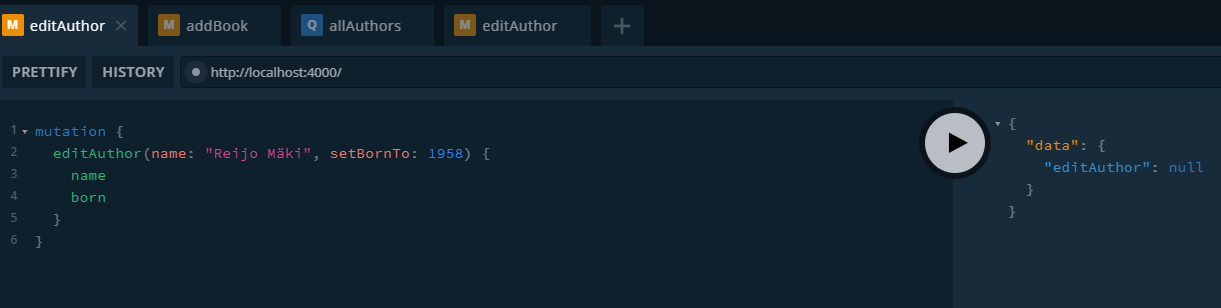 M editAuthor ×
M addBook
Q allAuthors
M editAuthor
+
PRETTIFY
HISTORY
http://localhost:4000/
1 mutation {
2 editAuthor(name: "Reijo Mäki", setBornTo: 1958) {
3 name
4 born
5 }
6 }
{
"data": {
"editAuthor": null
}
}